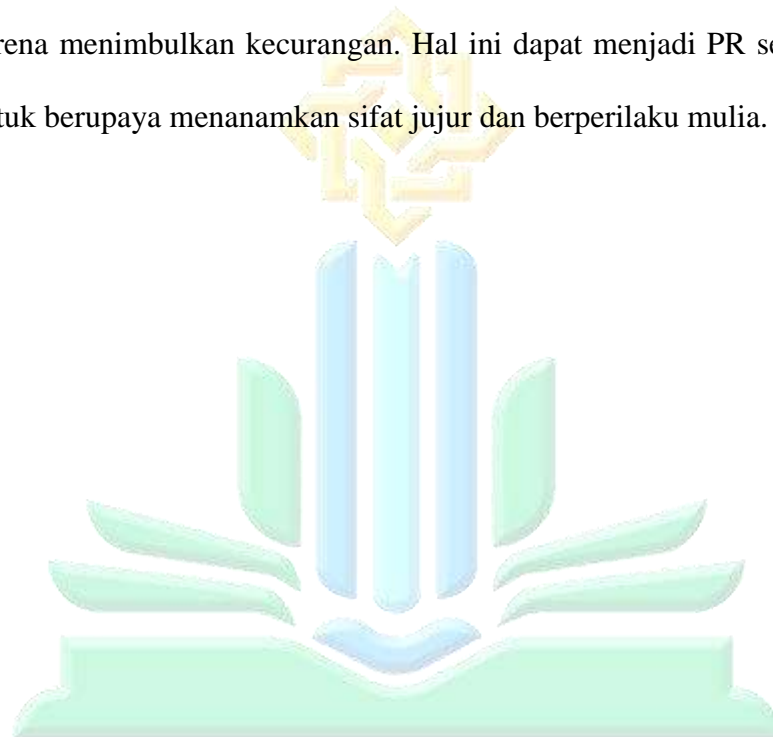 rena menimbulkan kecurangan. Hal ini dapat menjadi PR se
tuk berupaya menanamkan sifat jujur dan berperilaku mulia.